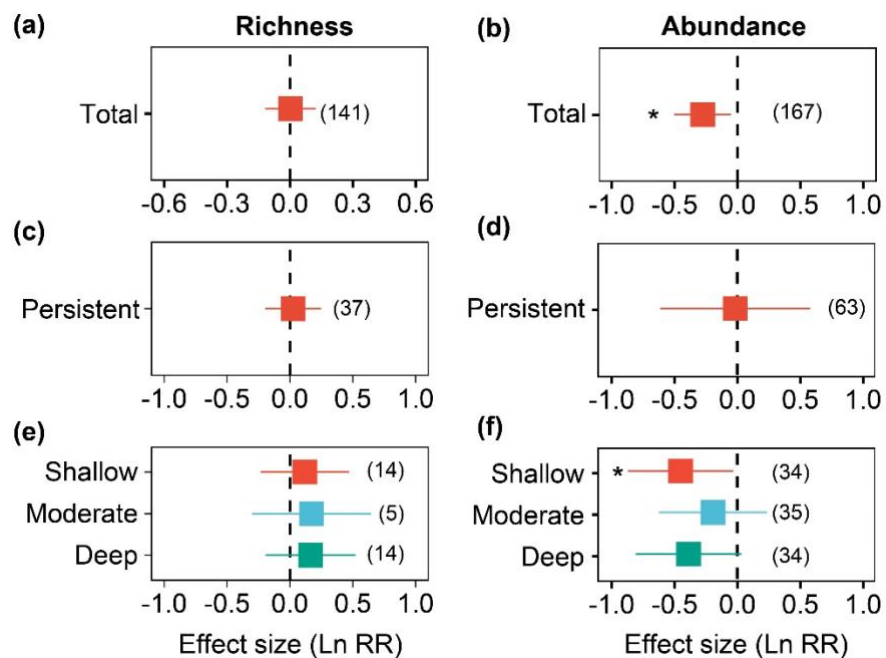 (a) Richness
Total
(141)
-0.6 -0.3 0.0 0.3 0.6
(b) Abundance
Total
* (167)
-1.0 -0.5 0.0 0.5 1.0
(c)
Persistent
(37)
-1.0 -0.5 0.0 0.5 1.0
(d)
Persistent
(63)
-1.0 -0.5 0.0 0.5 1.0
(e)
Shallow (14)
Moderate (5)
Deep (14)
-1.0 -0.5 0.0 0.5 1.0
Effect size (Ln RR)
(f)
Shallow * (34)
Moderate (35)
Deep (34)
-1.0 -0.5 0.0 0.5 1.0
Effect size (Ln RR)